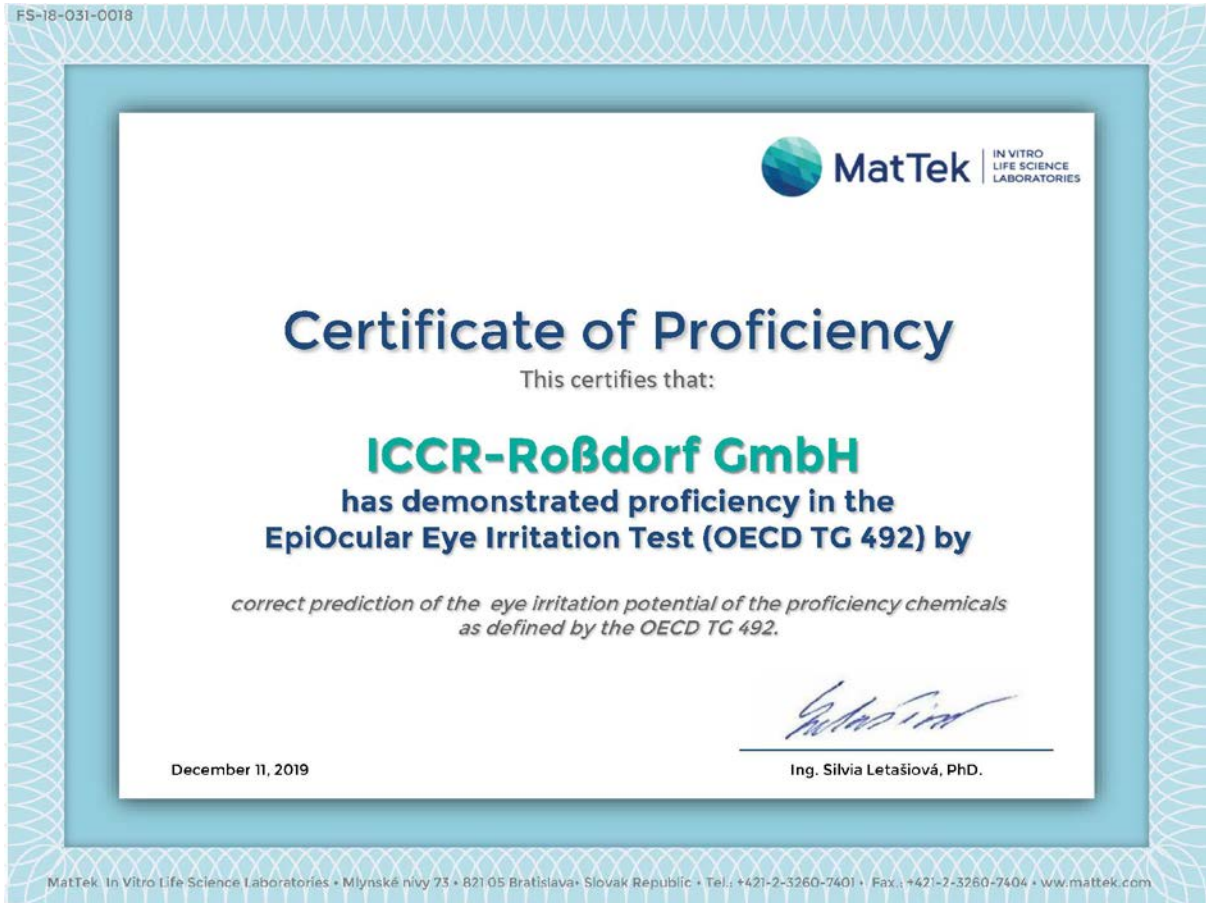 FS-18-031-0018
MatTek
IN VITRO
LIFE SCIENCE
LABORATORIES
Certificate of Proficiency
This certifies that:
ICCR-Roßdorf GmbH
has demonstrated proficiency in the
EpiOcular Eye Irritation Test (OECD TG 492) by
correct prediction of the eye irritation potential of the proficiency chemicals
as defined by the OECD TG 492.
December 11, 2019
Ing. Silvia Letašiová, PhD.
MatTek In Vitro Life Science Laboratories • Mlynské nivy 73 • 821 05 Bratislava• Slovak Republic • Tel.: +421-2-3260-7401 • Fax.: +421-2-3260-7404 • ww.mattek.com